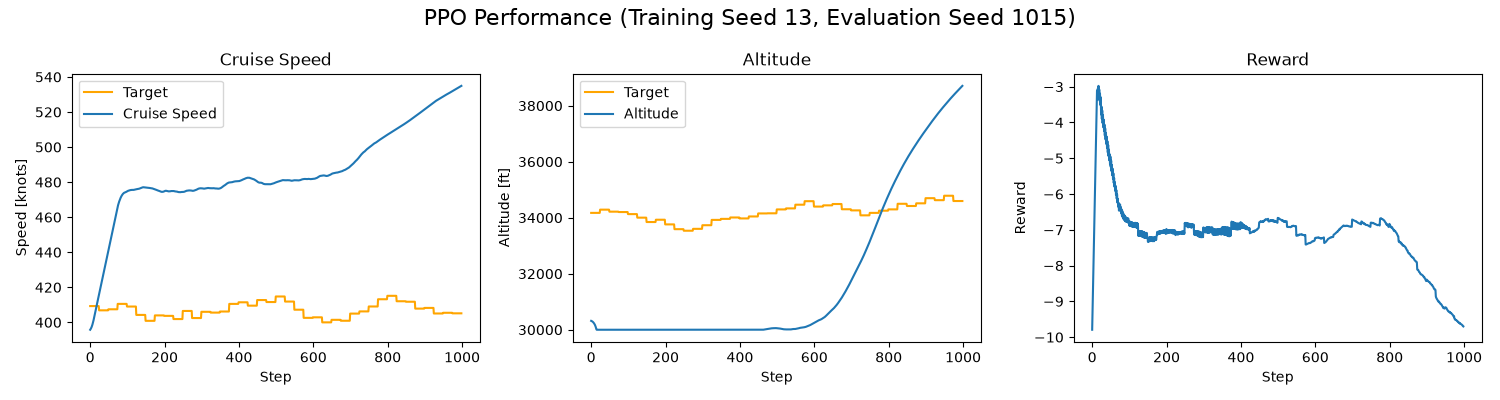 PPO Performance (Training Seed 13, Evaluation Seed 1015)
Cruise Speed
Speed [knots]
540
520
500
480
460
440
420
400
Target
Cruise Speed
0 200 400 600 800 1000
Step
Altitude
Altitude [ft]
38000
36000
34000
32000
30000
Target
Altitude
0 200 400 600 800 1000
Step
Reward
Reward
−3
−4
−5
−6
−7
−8
−9
−10
0 200 400 600 800 1000
Step